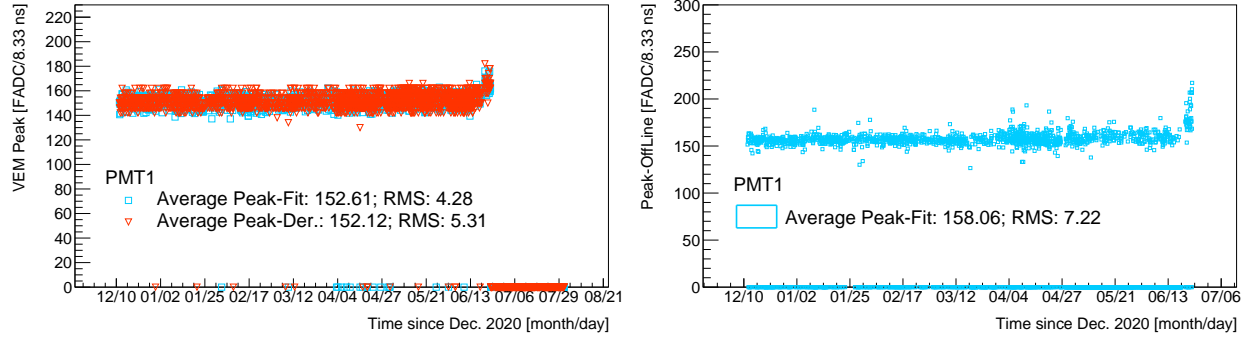 VEM Peak [FADC/8.33 ns]
220
200
180
160
140
120
100
80
60
40
20
0
PMT1
Average Peak-Fit: 152.61; RMS: 4.28
Average Peak-Der.: 152.12; RMS: 5.31
12/10 01/02 01/25 02/17 03/12 04/04 04/27 05/21 06/13 07/06 07/29 08/21
Time since Dec. 2020 [month/day]
Peak-OffLine [FADC/8.33 ns]
300
250
200
150
100
50
0
PMT1
Average Peak-Fit: 158.06; RMS: 7.22
12/10 01/02 01/25 02/17 03/12 04/04 04/27 05/21 06/13 07/06
Time since Dec. 2020 [month/day]